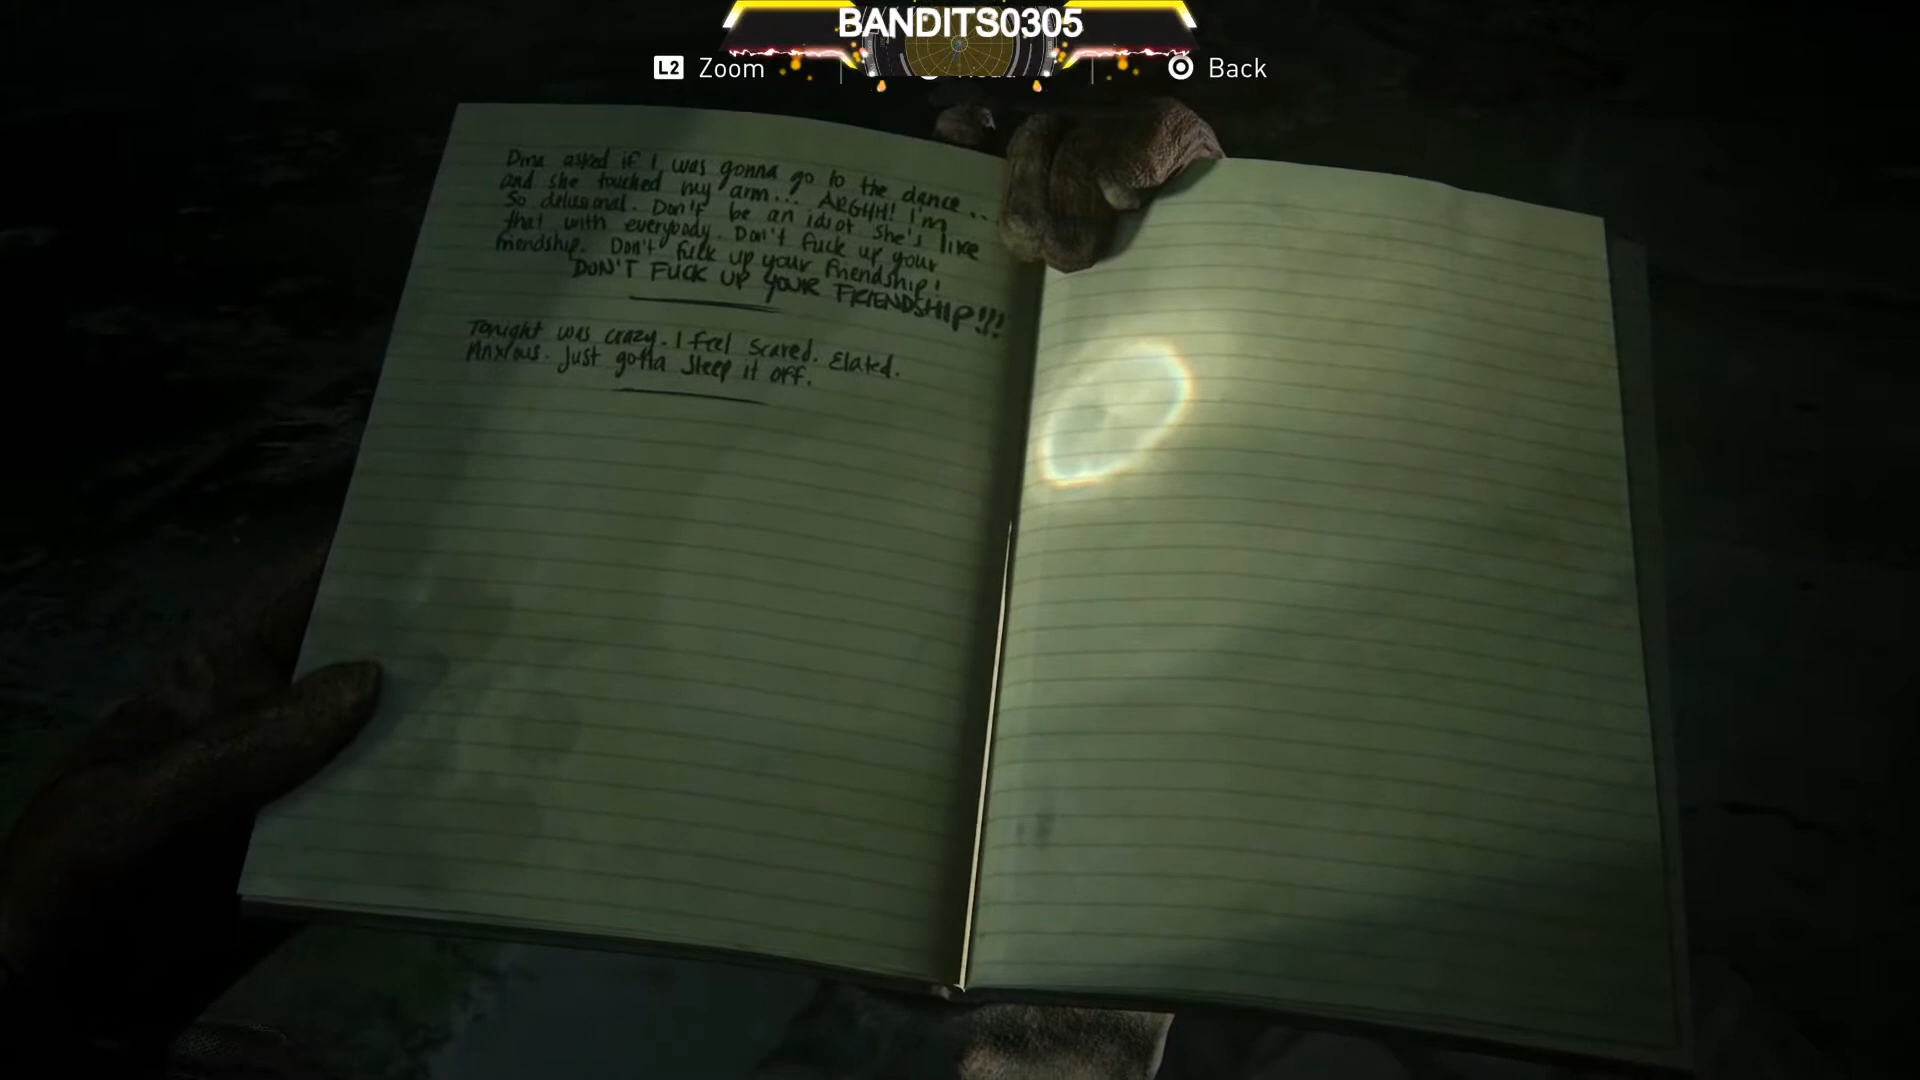 BANDITS0305
L2 Zoom
Back
Dina asked if I was gonna go to the dance...
and she touched my arm... ARGHH! I'm
So delusional. Don't be an idiot she's like
that with everybody. Don't fuck up your
friendship. Don't fuck up your friendship!
DON'T FUCK UP YOUR FRIENDSHIP!!!
Tonight was crazy. I feel scared. Elated.
Anxious. Just gotta sleep it off.